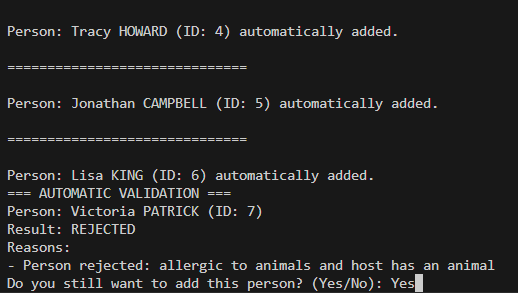 Person: Tracy HOWARD (ID: 4) automatically added.
==============================
Person: Jonathan CAMPBELL (ID: 5) automatically added.
==============================
Person: Lisa KING (ID: 6) automatically added.
=== AUTOMATIC VALIDATION ===
Person: Victoria PATRICK (ID: 7)
Result: REJECTED
Reasons:
- Person rejected: allergic to animals and host has an animal
Do you still want to add this person? (Yes/No): Yes